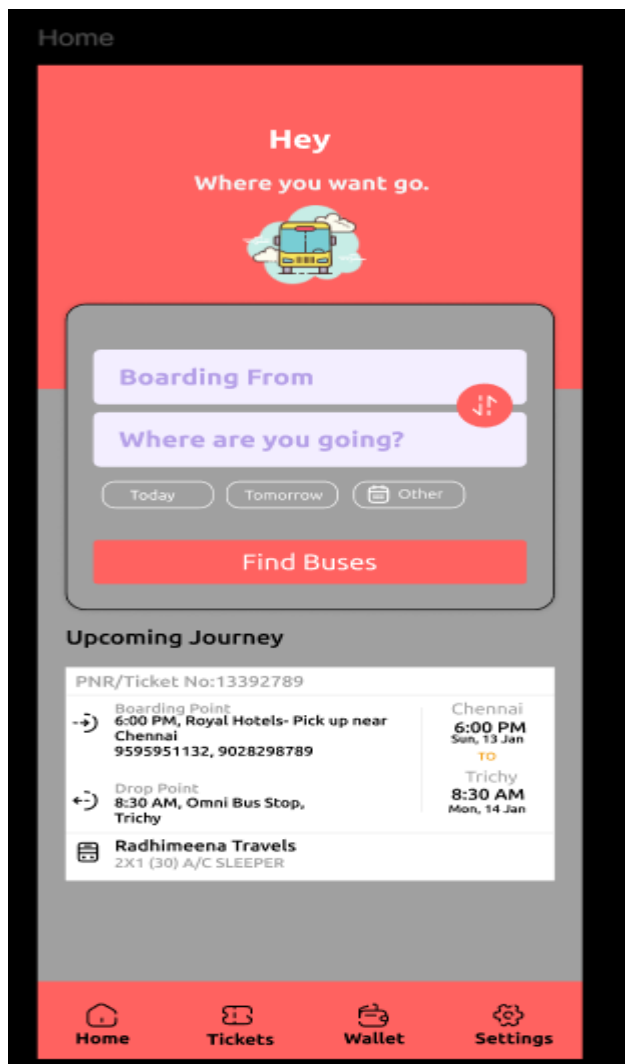 Home
Hey
Where you want go.
Boarding From
Where are you going?
Today Tomorrow Other
Find Buses
Upcoming Journey
PNR/Ticket No:13392789
Boarding Point
6:00 PM, Royal Hotels- Pick up near
Chennai
9595951132, 9028298789
Chennai
6:00 PM
Sun, 13 Jan
TO
Trichy
8:30 AM
Mon, 14 Jan
Drop Point
8:30 AM, Omni Bus Stop,
Trichy
Radhimeena Travels
2X1 (30) A/C SLEEPER
Home Tickets Wallet Settings